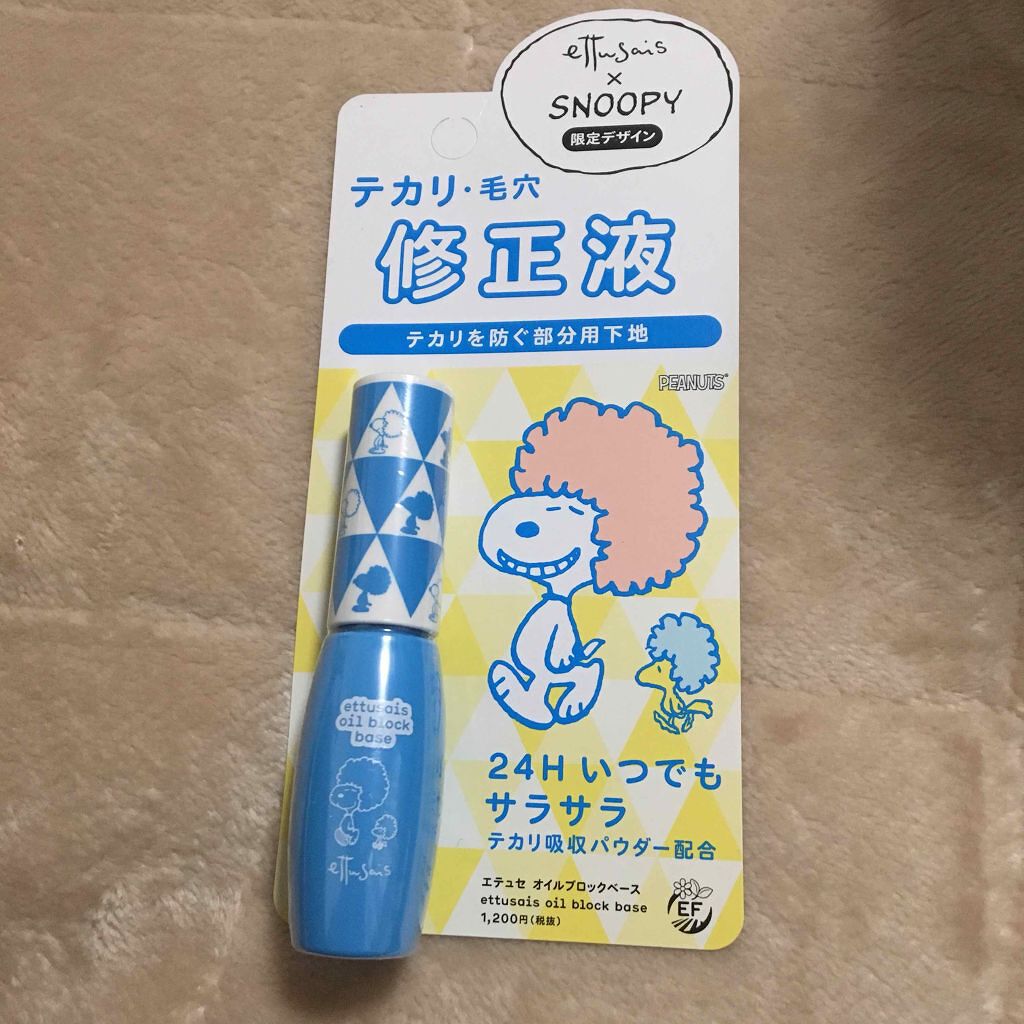 ettusais
×
SNOOPY
限定デザイン
テカリ・毛穴
修正液
テカリを防ぐ部分用下地
PEANUTS®
ettusais
oil block
base
ettusais
24H いつでも
サラサラ
テカリ吸収パウダー配合
エテュセ オイルブロックベース
ettusais oil block base
1,200円(税抜)
EF